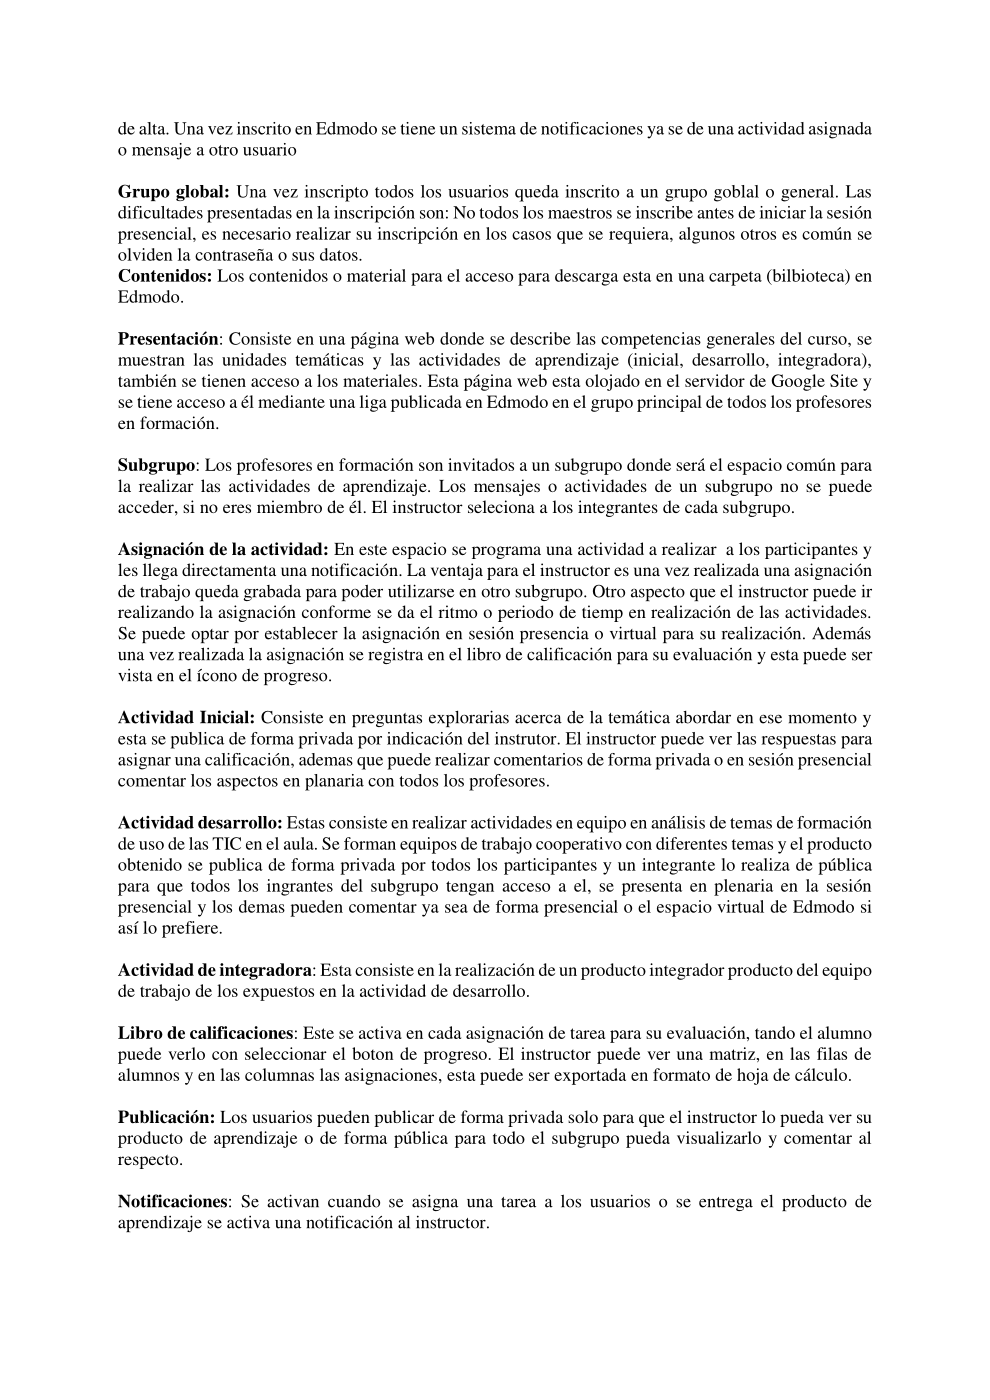 de alta. Una vez inscrito en Edmodo se tiene un sistema de notificaciones ya se de una actividad asignada
o mensaje a otro usuario
Grupo global: Una vez inscripto todos los usuarios queda inscrito a un grupo goblal o general. Las
dificultades presentadas en la inscripción son: No todos los maestros se inscribe antes de iniciar la sesión
presencial, es necesario realizar su inscripción en los casos que se requiera, algunos otros es común se
olviden la contraseña o sus datos.
Contenidos: Los contenidos o material para el acceso para descarga esta en una carpeta (bilbioteca) en
Edmodo.
Presentación: Consiste en una página web donde se describe las competencias generales del curso, se
muestran las unidades temáticas y las actividades de aprendizaje (inicial, desarrollo, integradora),
también se tienen acceso a los materiales. Esta página web esta olojado en el servidor de Google Site y
se tiene acceso a él mediante una liga publicada en Edmodo en el grupo principal de todos los profesores
en formación.
Subgrupo: Los profesores en formación son invitados a un subgrupo donde será el espacio común para
la realizar las actividades de aprendizaje. Los mensajes o actividades de un subgrupo no se puede
acceder, si no eres miembro de él. El instructor seleciona a los integrantes de cada subgrupo.
Asignación de la actividad: En este espacio se programa una actividad a realizar  a los participantes y
les llega directamenta una notificación. La ventaja para el instructor es una vez realizada una asignación
de trabajo queda grabada para poder utilizarse en otro subgrupo. Otro aspecto que el instructor puede ir
realizando la asignación conforme se da el ritmo o periodo de tiemp en realización de las actividades.
Se puede optar por establecer la asignación en sesión presencia o virtual para su realización. Además
una vez realizada la asignación se registra en el libro de calificación para su evaluación y esta puede ser
vista en el ícono de progreso.
Actividad Inicial: Consiste en preguntas explorarias acerca de la temática abordar en ese momento y
esta se publica de forma privada por indicación del instrutor. El instructor puede ver las respuestas para
asignar una calificación, ademas que puede realizar comentarios de forma privada o en sesión presencial
comentar los aspectos en planaria con todos los profesores.
Actividad desarrollo: Estas consiste en realizar actividades en equipo en análisis de temas de formación
de uso de las TIC en el aula. Se forman equipos de trabajo cooperativo con diferentes temas y el producto
obtenido se publica de forma privada por todos los participantes y un integrante lo realiza de pública
para que todos los ingrantes del subgrupo tengan acceso a el, se presenta en plenaria en la sesión
presencial y los demas pueden comentar ya sea de forma presencial o el espacio virtual de Edmodo si
así lo prefiere.
Actividad de integradora: Esta consiste en la realización de un producto integrador producto del equipo
de trabajo de los expuestos en la actividad de desarrollo.
Libro de calificaciones: Este se activa en cada asignación de tarea para su evaluación, tando el alumno
puede verlo con seleccionar el boton de progreso. El instructor puede ver una matriz, en las filas de
alumnos y en las columnas las asignaciones, esta puede ser exportada en formato de hoja de cálculo.
Publicación: Los usuarios pueden publicar de forma privada solo para que el instructor lo pueda ver su
producto de aprendizaje o de forma pública para todo el subgrupo pueda visualizarlo y comentar al
respecto.
Notificaciones: Se activan cuando se asigna una tarea a los usuarios o se entrega el producto de
aprendizaje se activa una notificación al instructor.